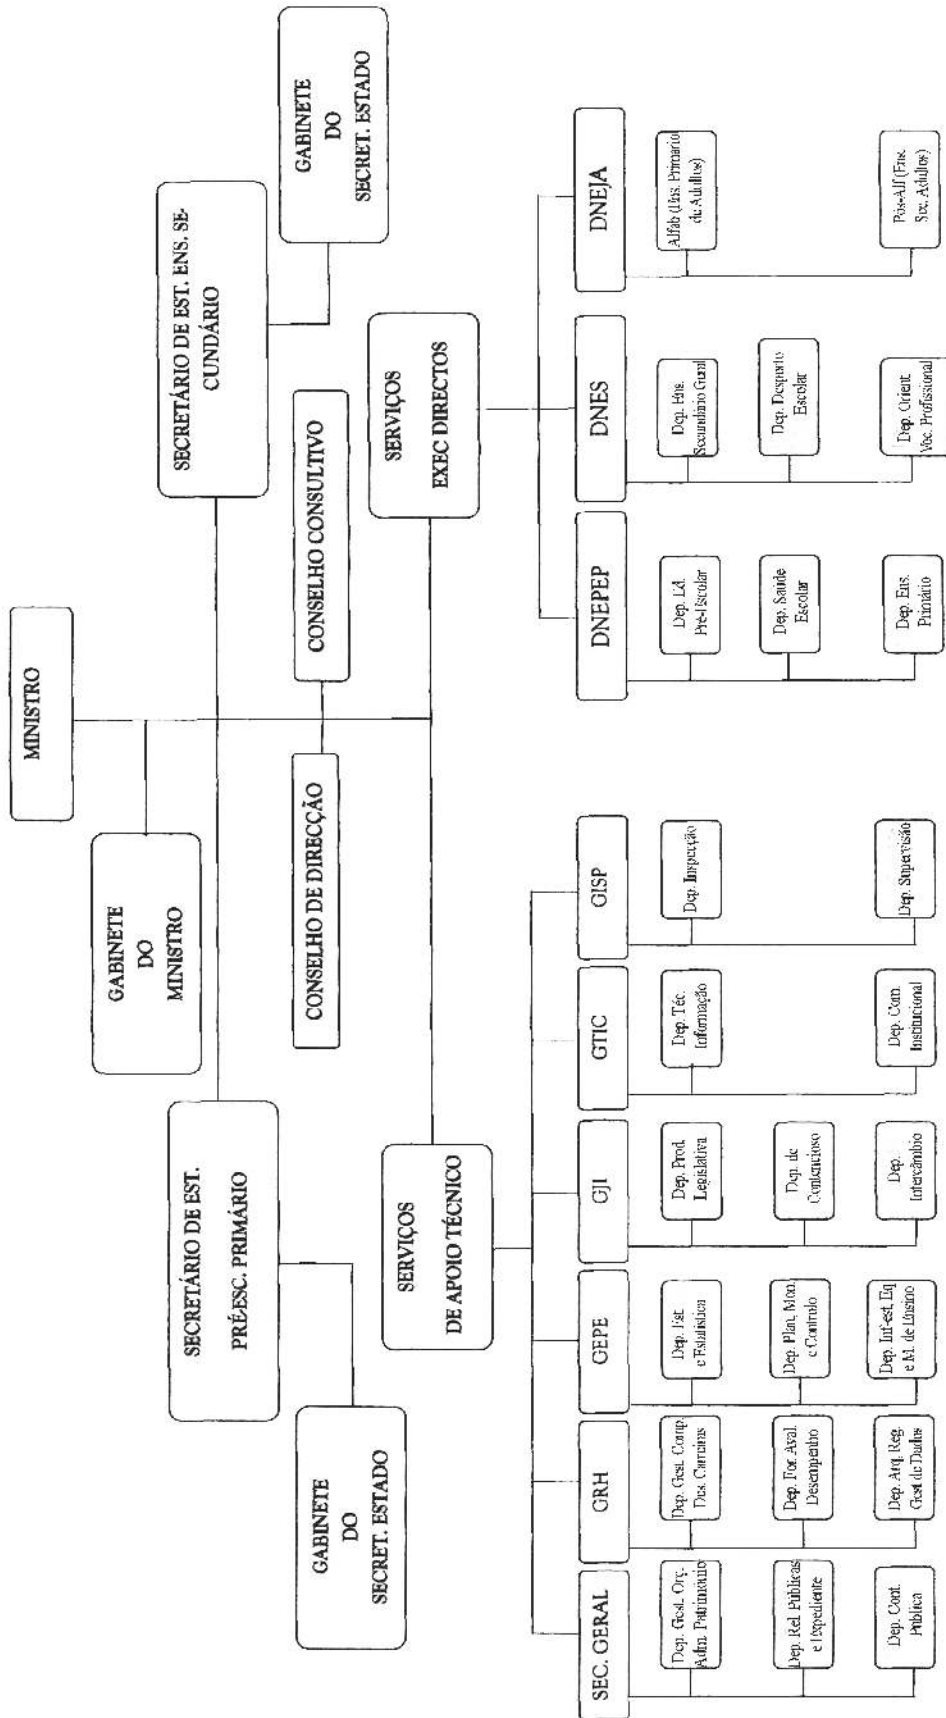 MINISTRO
GABINETE
DO
MINISTRO
SECRETÁRIO DE EST.
PRÉ-ESC. PRIMÁRIO
SECRETÁRIO DE EST. ENS. SE-
CUNDÁRIO
GABINETE
DO
SECRET. ESTADO
GABINETE
DO
SECRET. ESTADO
CONSELHO DE DIRECÇÃO
CONSELHO CONSULTIVO
SERVIÇOS
DE APOIO TÉCNICO
SERVIÇOS
EXEC DIRECTOS
SEC. GERAL
GRH
GEPE
GJI
GTIC
GISP
DNEPEP
DNES
DNEJA
Dep. Gest. Orç.
Adm. Património
Dep. Rel. Públicas
e Expediente
Dep. Cont.
Pública
Dep. Gest. Comp.
Des. Carreiras
Dep. For. Aval.
Desempenho
Dep. Arq. Reg.
Gest de Dados
Dep. Est.
e Estatística
Dep. Plan, Mon.
e Controlo
Dep. Inf-est, Eq
e M. de Ensino
Dep. Prod.
Legislativa
Dep. de
Contencioso
Dep.
Intercâmbio
Dep. Téc.
Informação
Dep. Com.
Institucional
Dep. Inspecção
Dep. Supervisão
Dep. Ed.
Pré-Escolar
Dep. Saúde
Escolar
Dep. Ens.
Primário
Dep. Ens.
Secundário Geral
Dep. Desporto
Escolar
Dep. Orient.
Voc. Profissional
Alfab (Ens. Primário
de Adultos)
Pós-Alf (Ens.
Sec. Adultos)